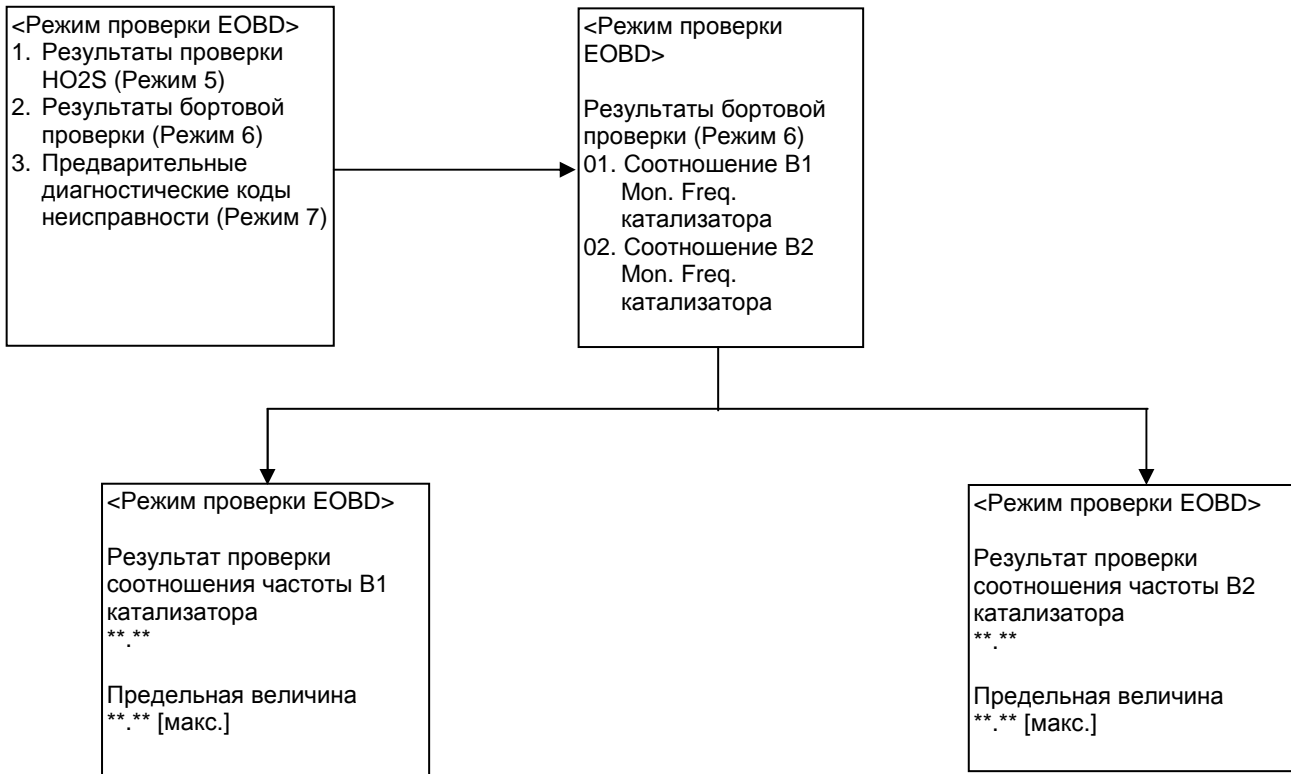 <Режим проверки EOBD>
1. Результаты проверки
HO2S (Режим 5)
2. Результаты бортовой
проверки (Режим 6)
3. Предварительные
диагностические коды
неисправности (Режим 7)
<Режим проверки
EOBD>
Результаты бортовой
проверки (Режим 6)
01. Соотношение B1
Mon. Freq.
катализатора
02. Соотношение B2
Mon. Freq.
катализатора
<Режим проверки EOBD>
Результат проверки
соотношения частоты B1
катализатора
**.**
Предельная величина
**.** [макс.]
<Режим проверки EOBD>
Результат проверки
соотношения частоты B2
катализатора
**.**
Предельная величина
**.** [макс.]